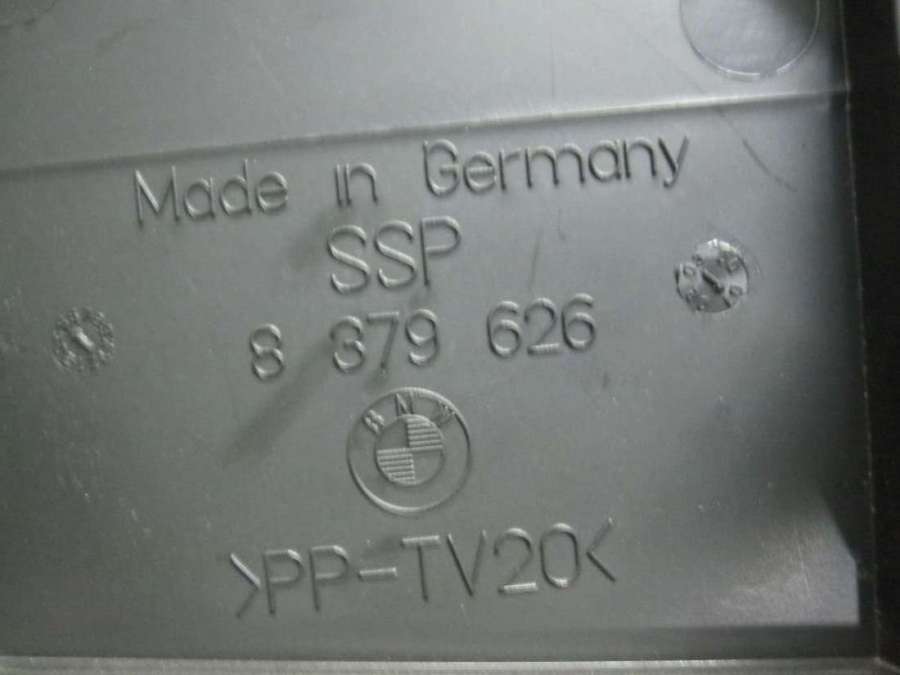 Made in Germany
SSP
8 379 626
BMW
>PP-TV20<